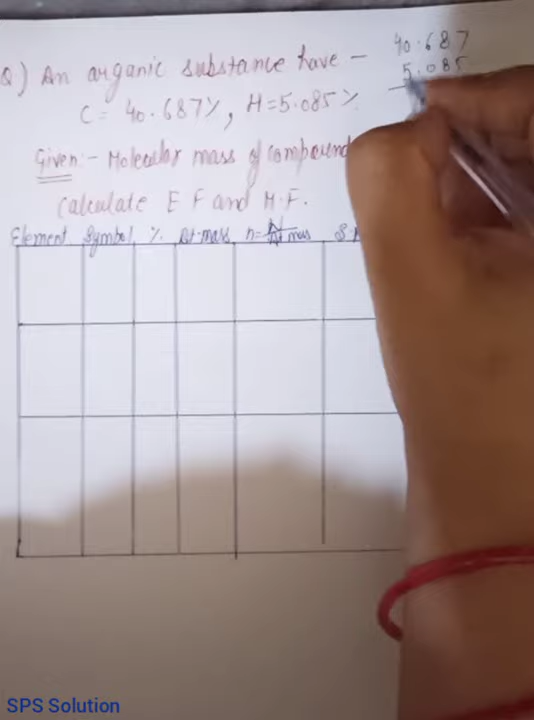 Q) An organic substance have -
C = 40.687%, H=5.085%
Given:- Molecular mass of compound
Calculate E F and M.F.
40.687
5.085
Element Symbol % At.mass n= mass S.
SPS Solution